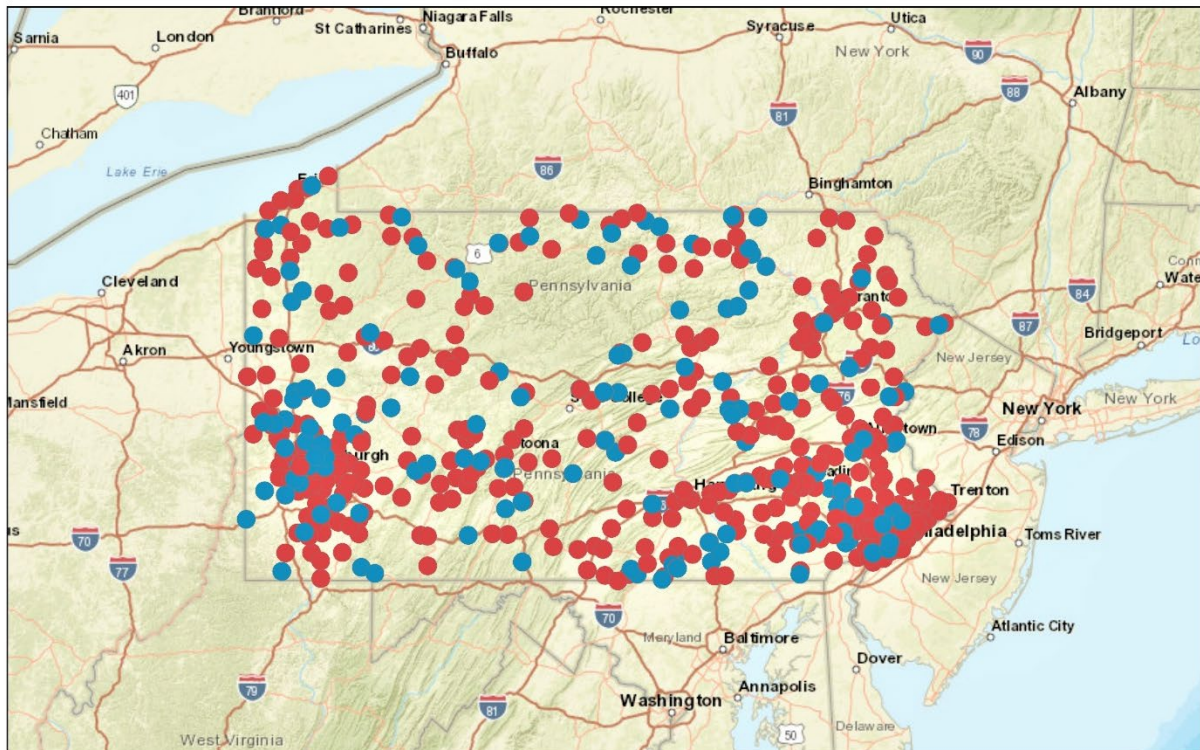 Brantford
Niagara Falls
Rochester
Utica
Sarnia
London
St Catharines
Syracuse
New York
90
Buffalo
401
88
Albany
81
Chatham
Lake Erie
86
Binghamton
6
Cleveland
Pennsylvania
84
87
Bridgeport
Akron
Youngstown
New Jersey
76
New York
New York
78
Edison
Pennsylvania
Trenton
70
Toms River
77
New Jersey
70
Maryland
Baltimore
Atlantic City
Dover
79
Annapolis
81
Washington
50
Delaware
West Virginia